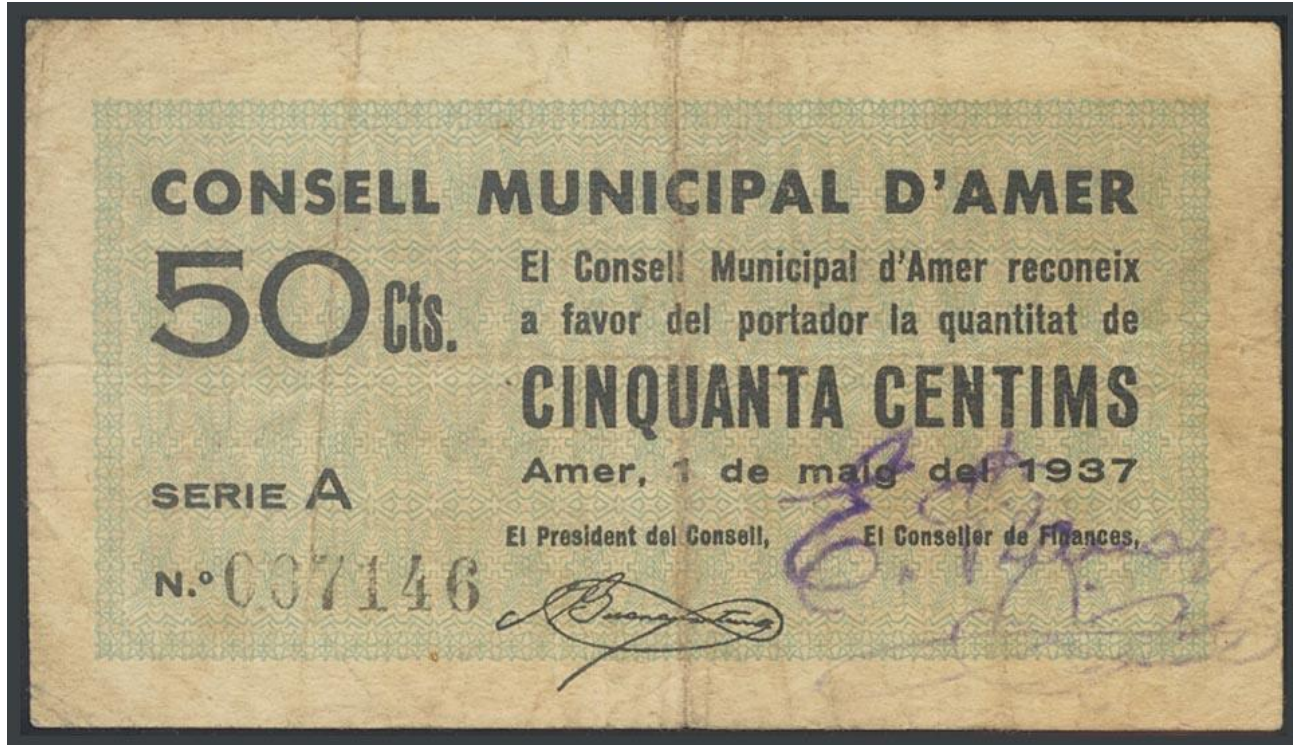 CONSELL MUNICIPAL D'AMER
50 Cts.
El Consell Municipal d'Amer reconeix
a favor del portador la quantitat de
CINQUANTA CENTIMS
Amer, 1 de maig del 1937
SERIE A
El President del Consell, El Conseller de Finances,
N.º 007146